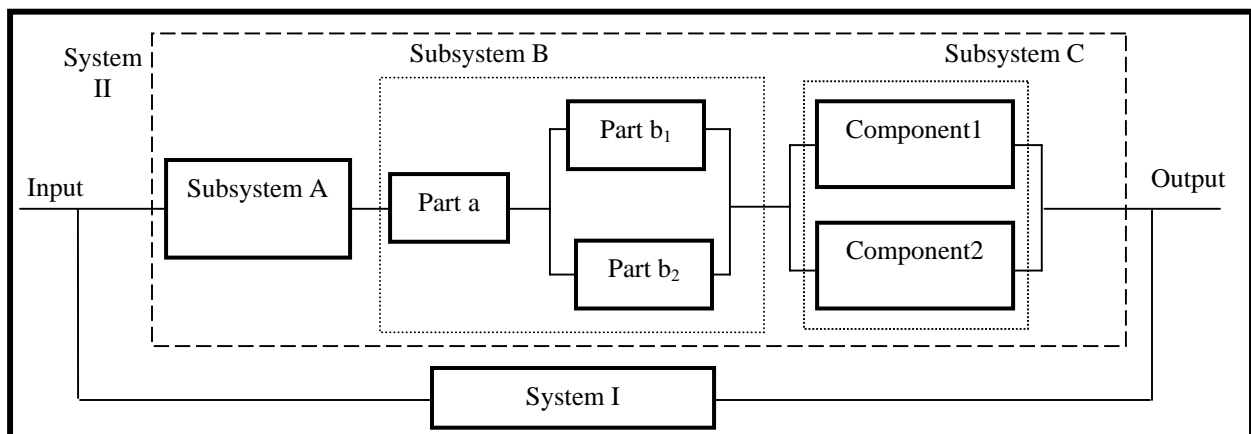 System
II
Subsystem B
Subsystem C
Input
Subsystem A
Part a
Part b₁
Part b₂
Component1
Component2
Output
System I